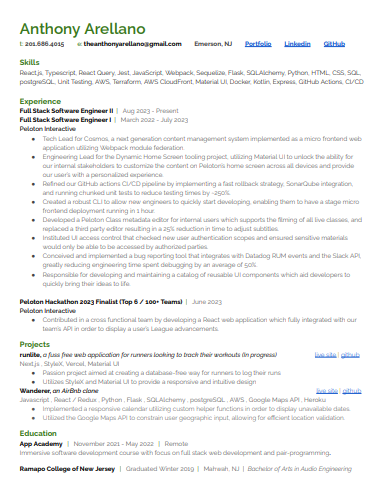 Anthony Arellano
t: 201.686.4015 e: theanthonyarellano@gmail.com Emerson, NJ Portfolio Linkedin GitHub
Skills
React.js, Typescript, React Query, Jest, JavaScript, Webpack, Sequelize, Flask, SQLAlchemy, Python, HTML, CSS, SQL,
postgreSQL, Unit Testing, AWS, Terraform, AWS CloudFront, Material UI, Docker, Kotlin, Express, GitHub Actions, CI/CD
Experience
Full Stack Software Engineer II | Aug 2023 - Present
Full Stack Software Engineer I | March 2022 - July 2023
Peloton Interactive
● Tech Lead for Cosmos, a next generation content management system implemented as a micro frontend web
application utilizing Webpack module federation.
● Engineering Lead for the Dynamic Home Screen tooling project, utilizing Material UI to unlock the ability for
our internal stakeholders to customize the content on Peloton's home screen across all devices and provide
our user's with a personalized experience.
● Refined our GitHub actions CI/CD pipeline by implementing a fast rollback strategy, SonarQube integration,
and running chunked unit tests to reduce testing times by ~250%.
● Created a robust CLI to allow new engineers to quickly start developing, enabling them to have a stage micro
frontend deployment running in 1 hour.
● Developed a Peloton Class metadata editor for internal users which supports the filming of all live classes, and
replaced a third party editor resulting in a 25% reduction in time to adjust subtitles.
● Instituted UI access control that checked new user authentication scopes and ensured sensitive materials
would only be able to be accessed by authorized parties.
● Conceived and implemented a bug reporting tool that integrates with Datadog RUM events and the Slack API,
greatly reducing engineering time spent debugging by an average of 50%.
● Responsible for developing and maintaining a catalog of reusable UI components which aid developers to
quickly bring their ideas to life.
Peloton Hackathon 2023 Finalist (Top 6 / 100+ Teams) | June 2023
Peloton Interactive
● Contributed in a cross functional team by developing a React web application which fully integrated with our
team's API in order to display a user's League advancements.
Projects
runlite, a fuss free web application for runners looking to track their workouts (In progress) live site | github
Next.js, StyleX, Vercel, Material UI
● Passion project aimed at creating a database-free way for runners to log their runs
● Utilizes StyleX and Material UI to provide a responsive and intuitive design
Wanderer, an AirBnb clone live site | github
Javascript, React / Redux, Python, Flask, SQLAlchemy, postgreSQL, AWS, Google Maps API, Heroku
● Implemented a responsive calendar utilizing custom helper functions in order to display unavailable dates.
● Utilized the Google Maps API to constrain user geographic input, allowing for efficient location validation.
Education
App Academy | November 2021 - May 2022 | Remote
Immersive software development course with focus on full stack web development and pair-programming.
Ramapo College of New Jersey | Graduated Winter 2019 | Mahwah, NJ | Bachelor of Arts in Audio Engineering